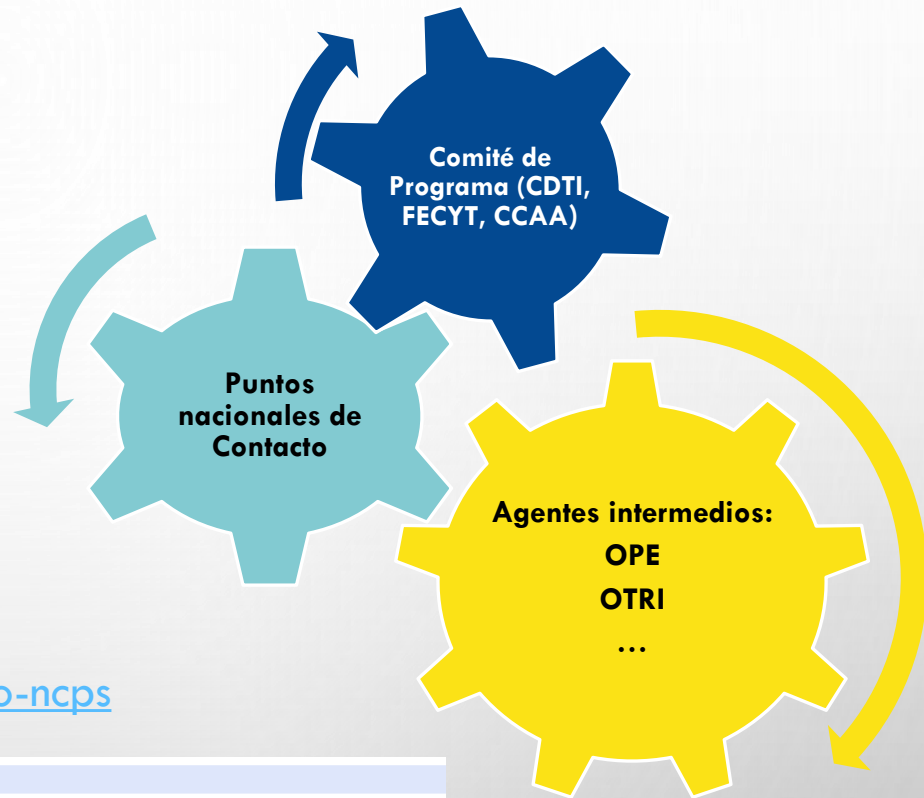 Comité de
Programa (CDTI,
FECYT, CCAA)
Puntos
nacionales de
Contacto
Agentes intermedios:
OPE
OTRI
...
o-ncps